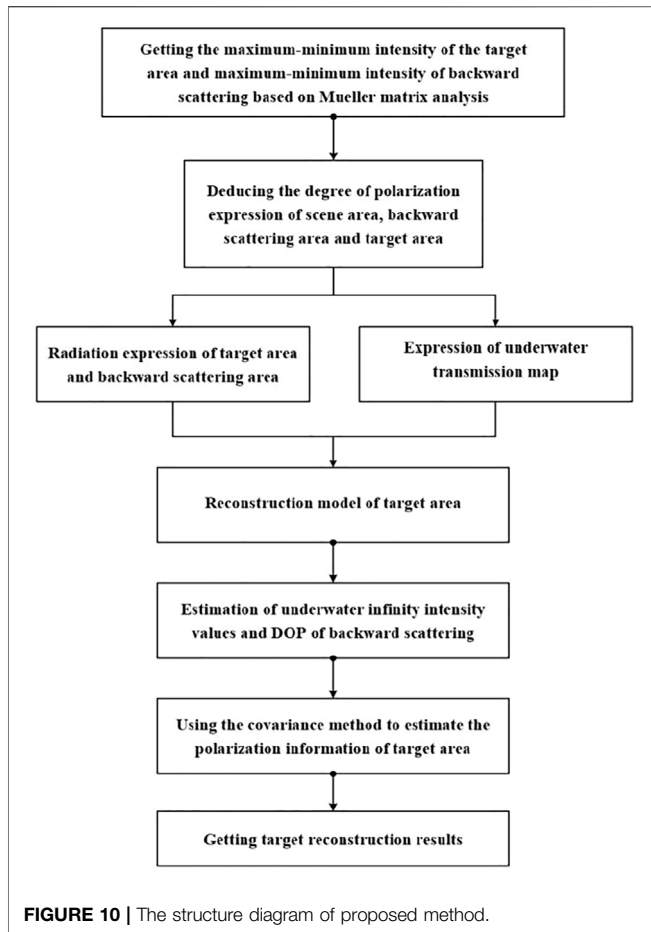 Getting the maximum-minimum intensity of the target
area and maximum-minimum intensity of backward
scattering based on Mueller matrix analysis
Deducing the degree of polarization
expression of scene area, backward
scattering area and target area
Radiation expression of target area
and backward scattering area
Expression of underwater
transmission map
Reconstruction model of target area
Estimation of underwater infinity intensity
values and DOP of backward scattering
Using the covariance method to estimate the
polarization information of target area
Getting target reconstruction results
FIGURE 10 | The structure diagram of proposed method.